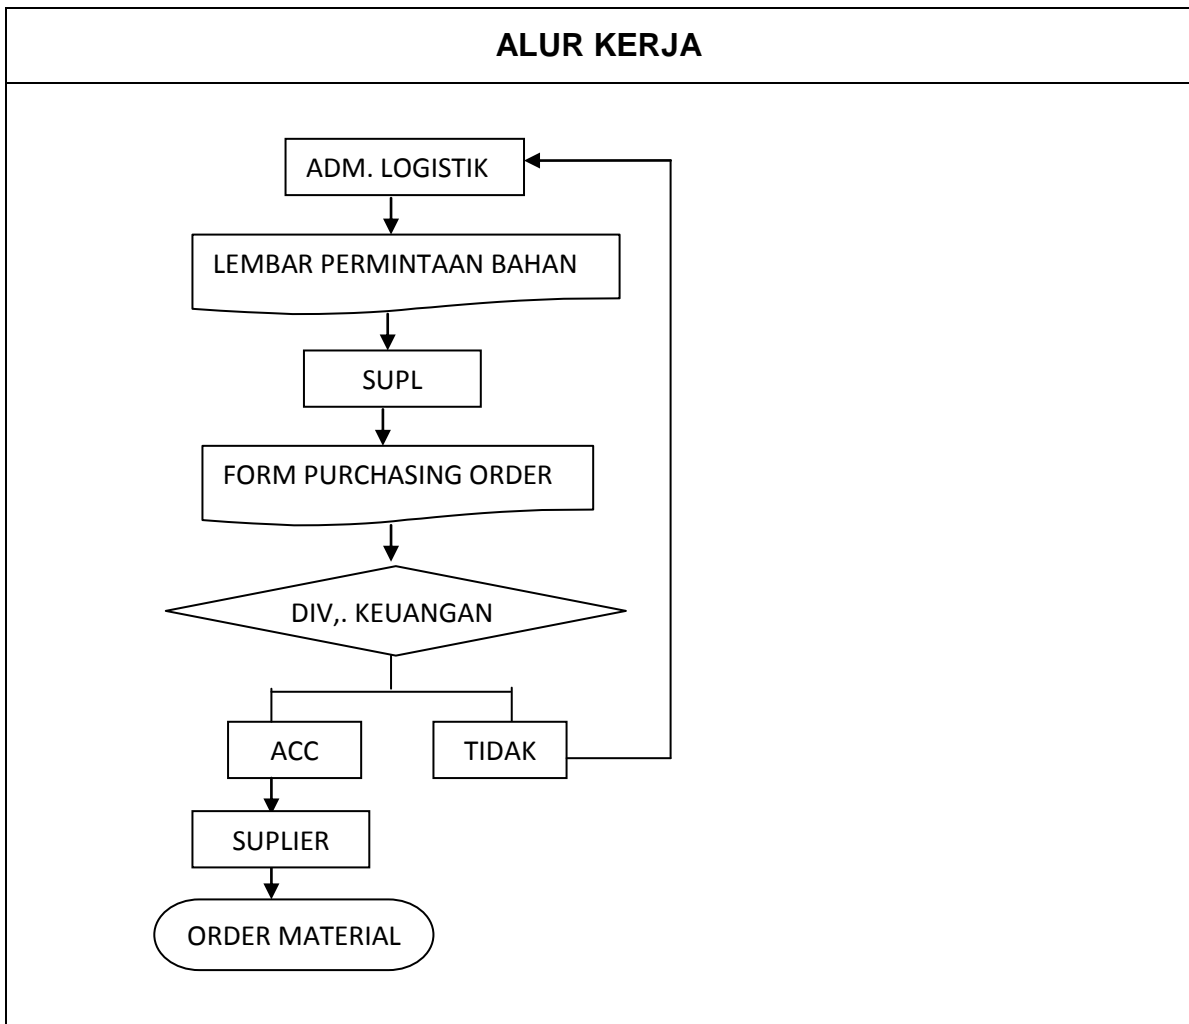 ALUR KERJA
ADM. LOGISTIK
LEMBAR PERMINTAAN BAHAN
SUPL
FORM PURCHASING ORDER
DIV,. KEUANGAN
ACC
TIDAK
SUPLIER
ORDER MATERIAL